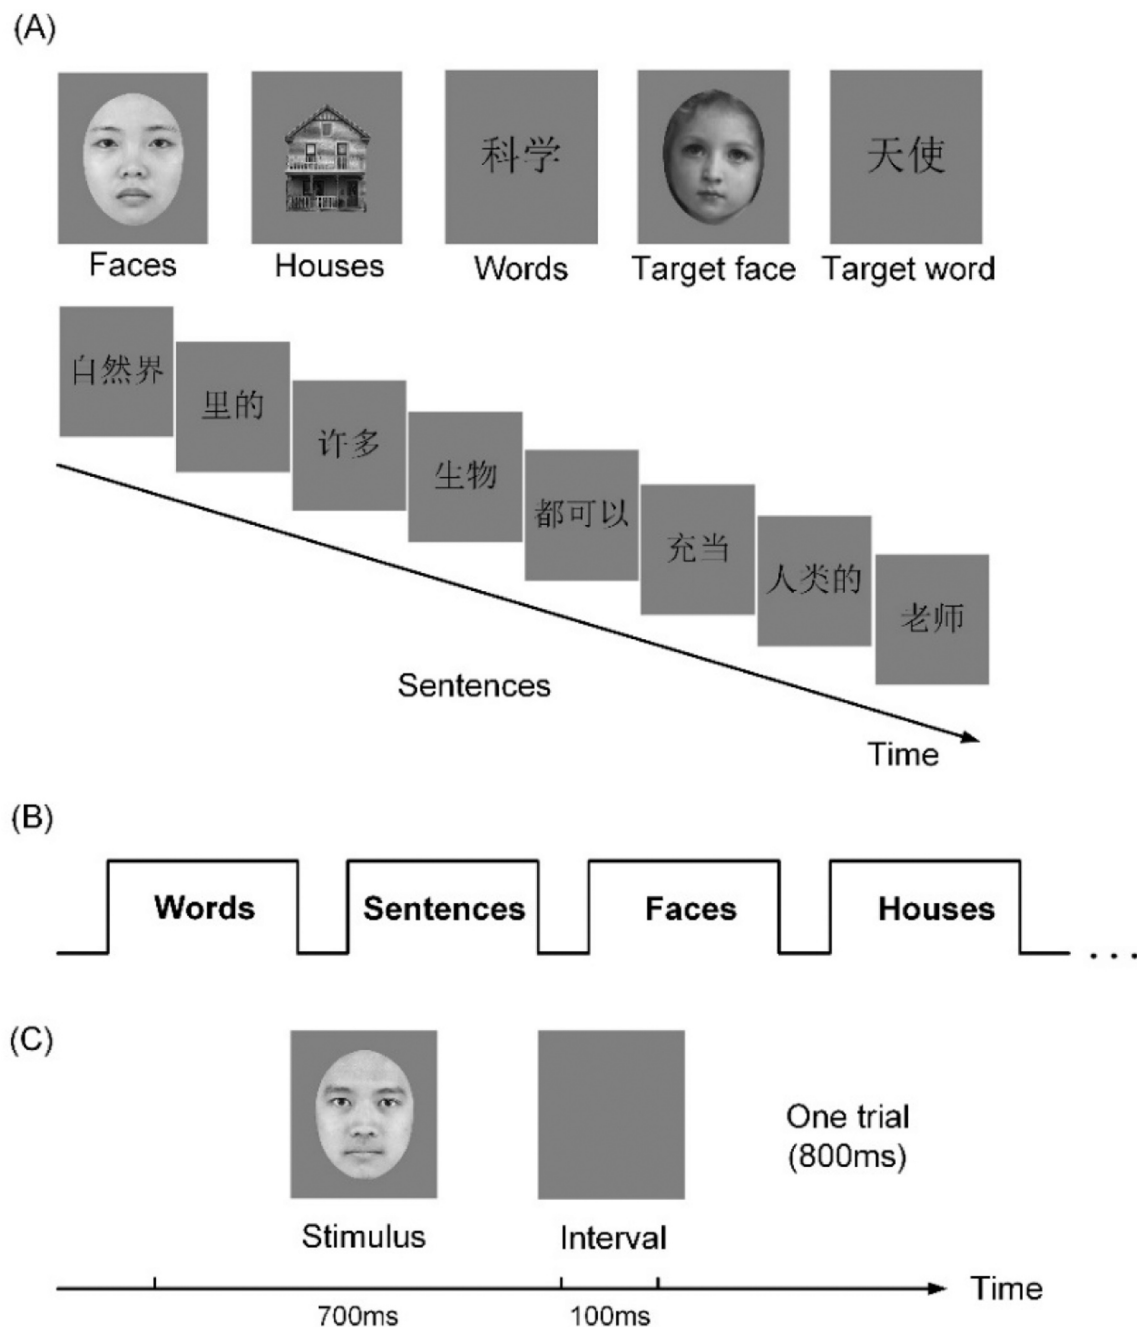 (A)
科学
天使
Faces
Houses
Words
Target face
Target word
自然界
里的
许多
生物
都可以
充当
人类的
老师
Sentences
Time
(B)
Words
Sentences
Faces
Houses
...
(C)
One trial
(800ms)
Stimulus
Interval
Time
700ms
100ms